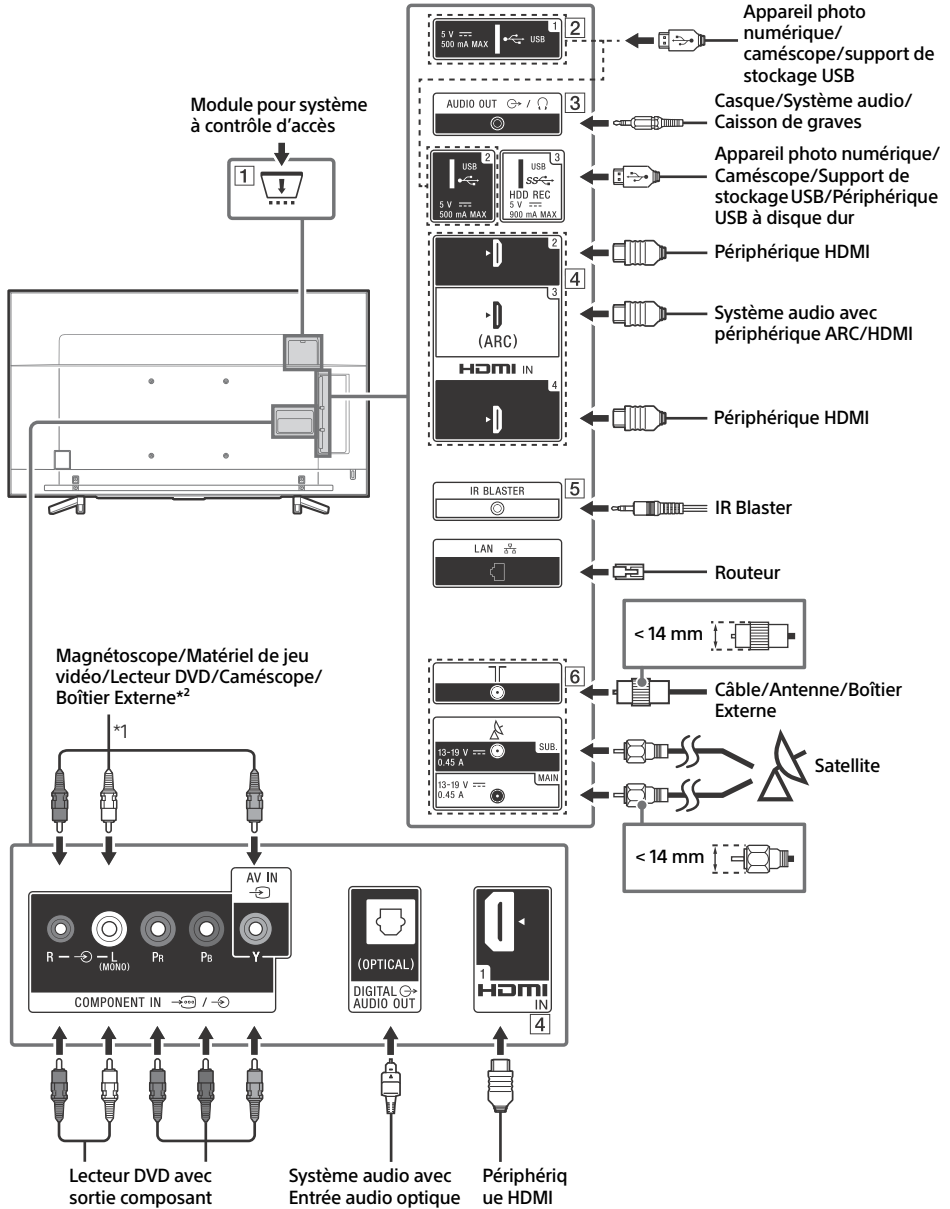 Appareil photo
numérique/
caméscope/support de
stockage USB
5 V
500 mA MAX
USB
1
2
Module pour système
à contrôle d'accès
1
AUDIO OUT /
3
Casque/Système audio/
Caisson de graves
USB
2
5 V
500 mA MAX
USB
3
SS
HDD REC
5 V
900 mA MAX
Appareil photo numérique/
Caméscope/Support de
stockage USB/Périphérique
USB à disque dur
2
4
Périphérique HDMI
3
(ARC)
HDMI IN
Système audio avec
périphérique ARC/HDMI
4
Périphérique HDMI
IR BLASTER
5
IR Blaster
LAN
Routeur
< 14 mm
6
Câble/Antenne/Boîtier
Externe
13-19 V
0.45 A
SUB.
13-19 V
0.45 A
MAIN
Satellite
< 14 mm
Magnétoscope/Matériel de jeu
vidéo/Lecteur DVD/Caméscope/
Boîtier Externe*2
*1
AV IN
R L PR PB Y
(MONO)
COMPONENT IN /
(OPTICAL)
DIGITAL
AUDIO OUT
1
HDMI
IN
4
Lecteur DVD avec
sortie composant
Système audio avec
Entrée audio optique
Périphériq
ue HDMI